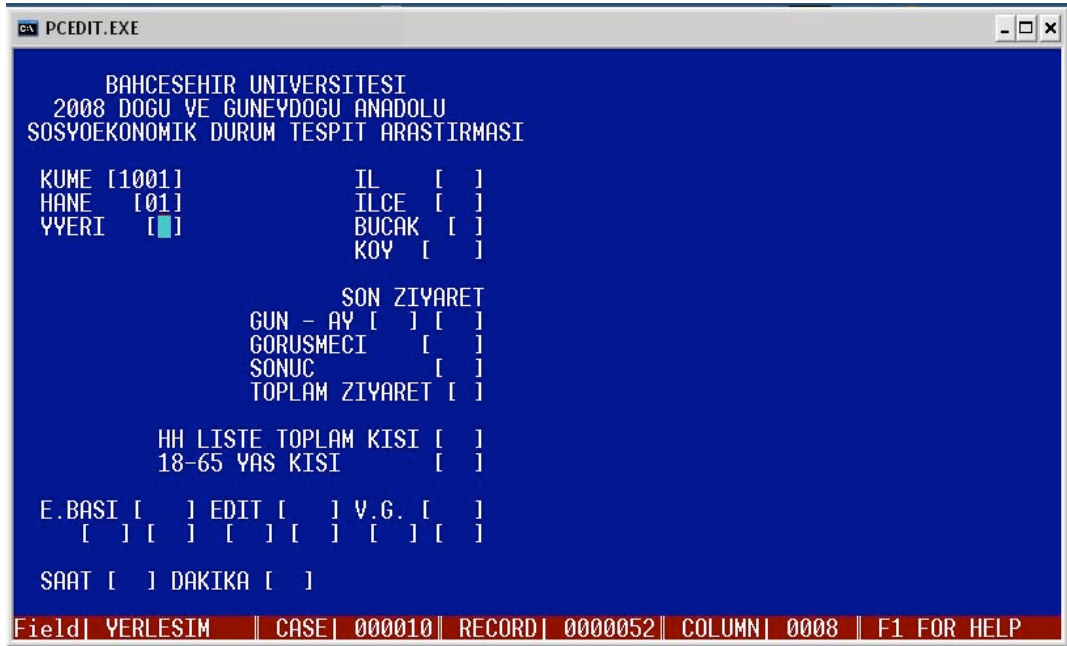 PCEDIT.EXE
BAHCESEHIR UNIVERSITESI
2008 DOGU VE GUNEYDOGU ANADOLU
SOSYOEKONOMIK DURUM TESPIT ARASTIRMASI
KUME [1001] IL [ ]
HANE [01] ILCE [ ]
YYERI [ ] BUCAK [ ]
KOY [ ]
SON ZIYARET
GUN - AY [ ] [ ]
GORUSMECI [ ]
SONUC [ ]
TOPLAM ZIYARET [ ]
HH LISTE TOPLAM KISI [ ]
18-65 YAS KISI [ ]
E.BASI [ ] EDIT [ ] V.G. [ ]
[ ] [ ] [ ] [ ] [ ] [ ]
SAAT [ ] DAKIKA [ ]
Field| YERLESIM ‖ CASE| 000010‖ RECORD| 0000052‖ COLUMN| 0008 ‖ F1 FOR HELP